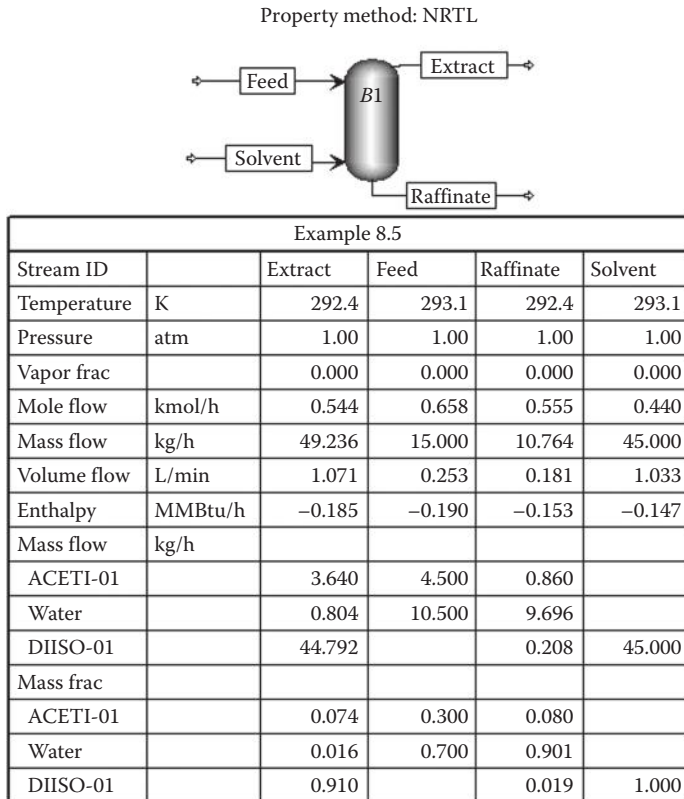 Property method: NRTL
Feed
Extract
B1
Solvent
Raffinate
Example 8.5
Stream ID Extract Feed Raffinate Solvent
Temperature K 292.4 293.1 292.4 293.1
Pressure atm 1.00 1.00 1.00 1.00
Vapor frac 0.000 0.000 0.000 0.000
Mole flow kmol/h 0.544 0.658 0.555 0.440
Mass flow kg/h 49.236 15.000 10.764 45.000
Volume flow L/min 1.071 0.253 0.181 1.033
Enthalpy MMBtu/h −0.185 −0.190 −0.153 −0.147
Mass flow kg/h
ACETI-01 3.640 4.500 0.860
Water 0.804 10.500 9.696
DIISO-01 44.792 0.208 45.000
Mass frac
ACETI-01 0.074 0.300 0.080
Water 0.016 0.700 0.901
DIISO-01 0.910 0.019 1.000